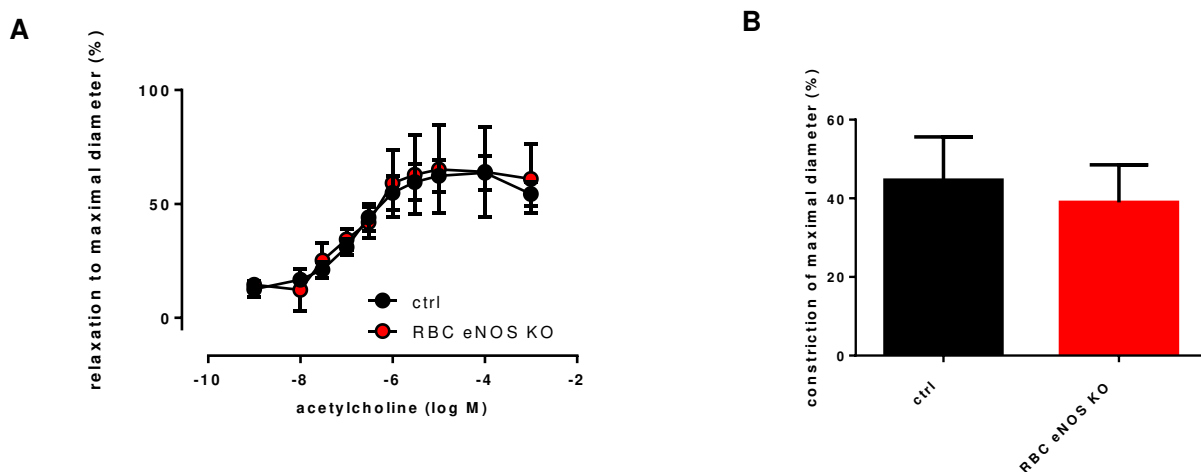 A
relaxation to maximal diameter (%)
100
50
0
ctrl
RBC eNOS KO
-10 -8 -6 -4 -2
acetylcholine (log M)
B
constriction of maximal diameter (%)
60
40
20
0
ctrl
RBC eNOS KO